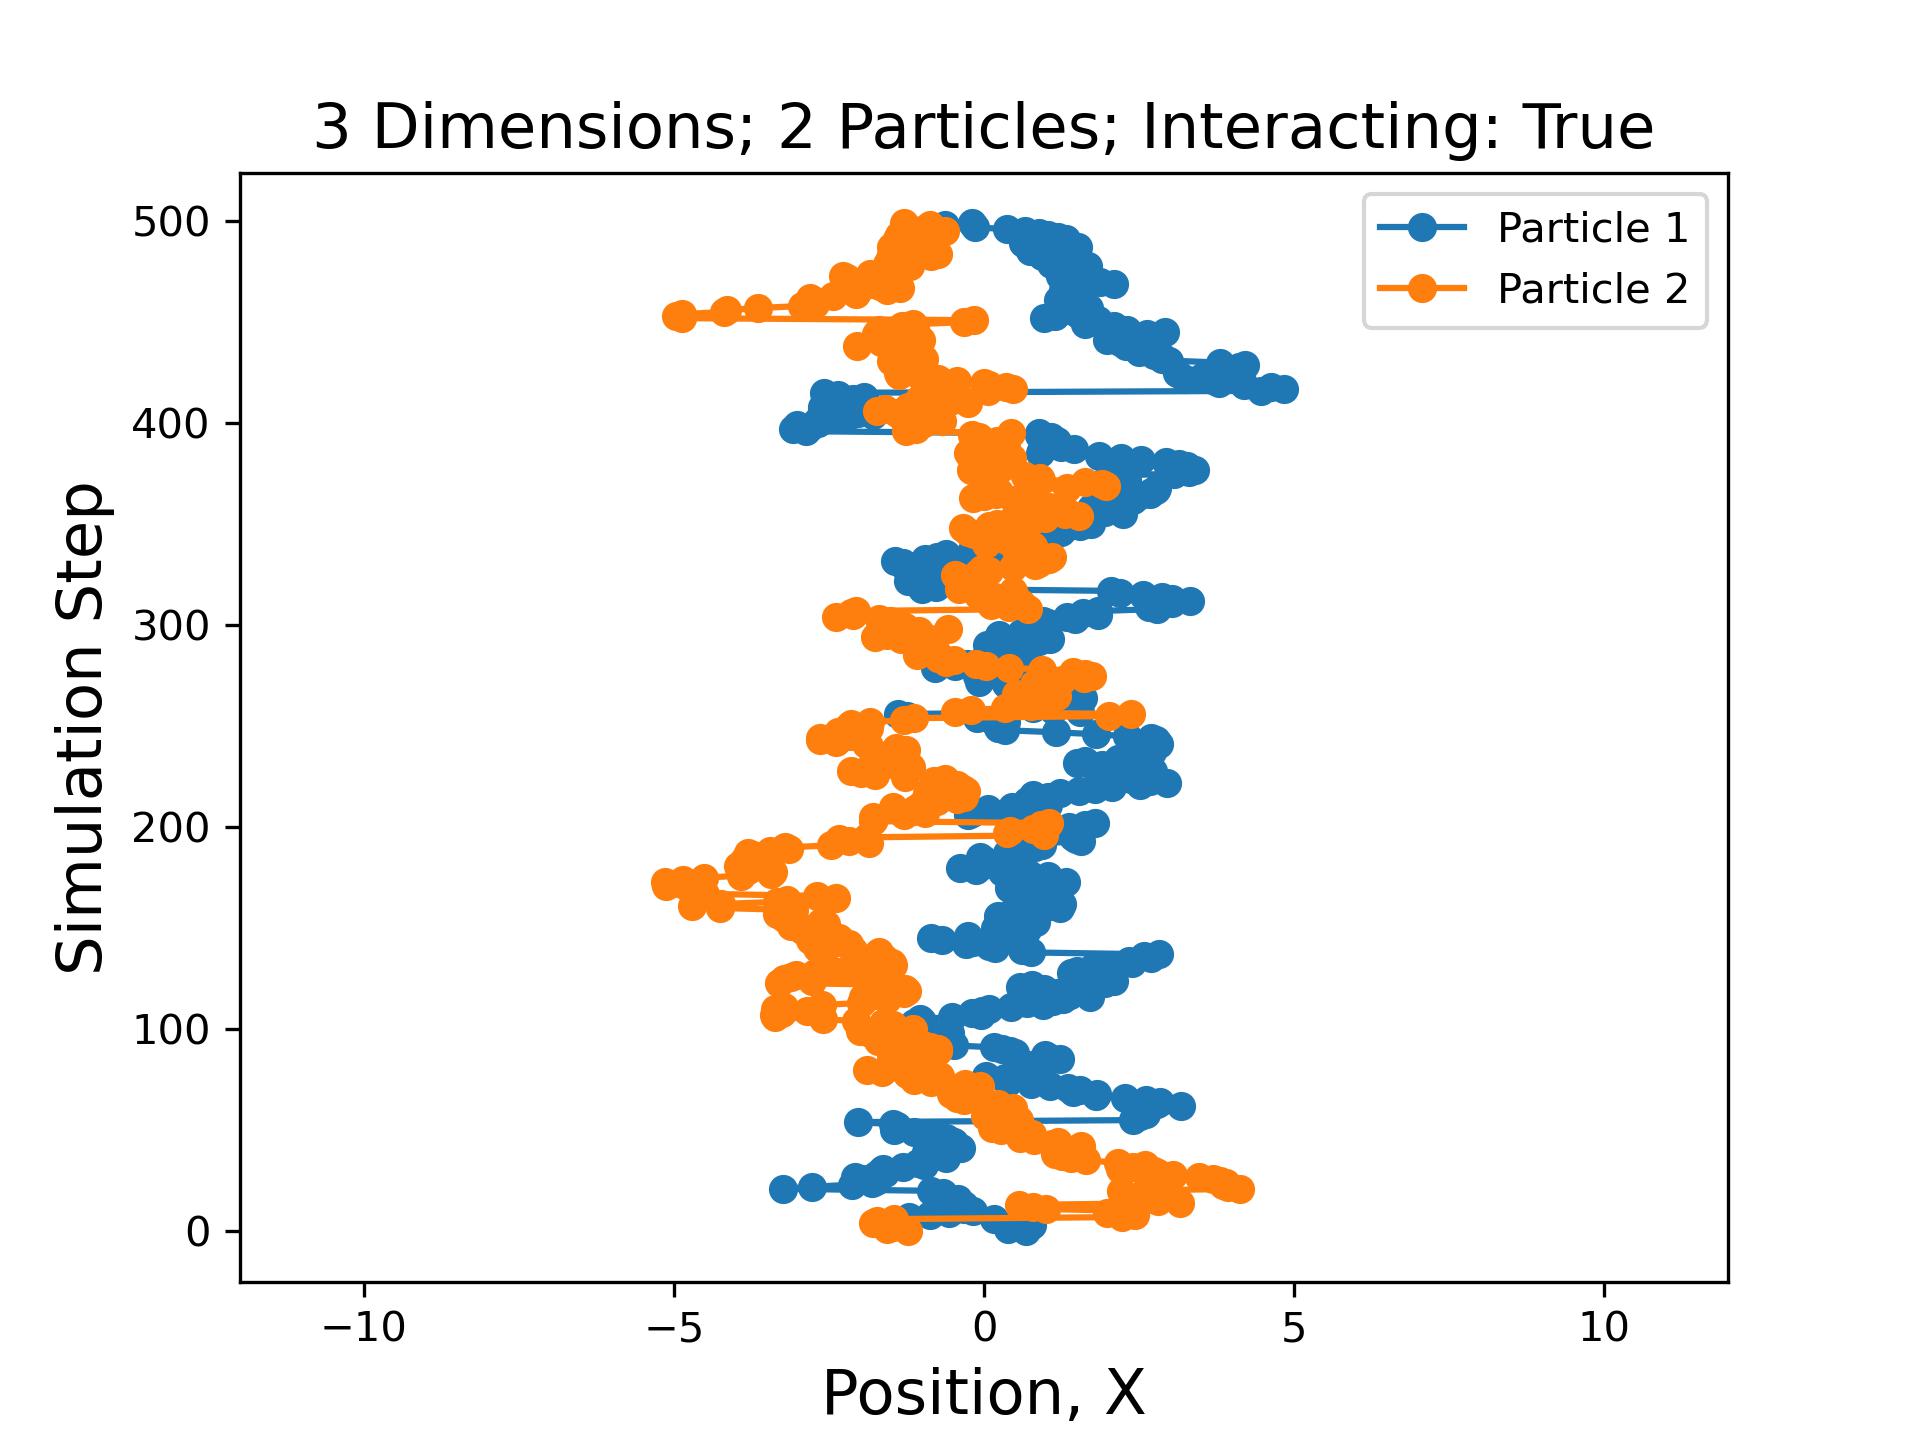 3 Dimensions; 2 Particles; Interacting: True
Particle 1
Particle 2
Simulation Step
500
400
300
200
100
0
−10
−5
0
5
10
Position, X